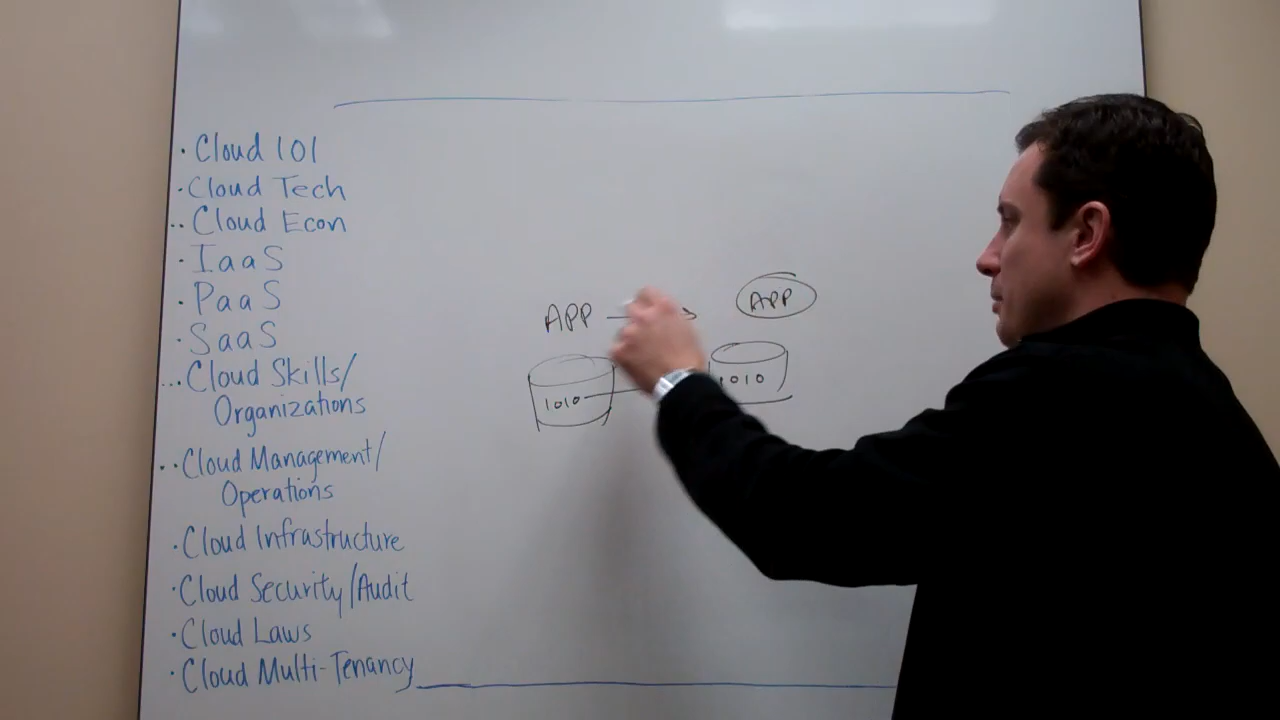 · Cloud 101
· Cloud Tech
.. Cloud Econ
· IaaS
· PaaS
· SaaS
... Cloud Skills/
Organizations
.. Cloud Management/
Operations
· Cloud Infrastructure
· Cloud Security/Audit
· Cloud Laws
· Cloud Multi-Tenancy
APP
APP
1010
1010